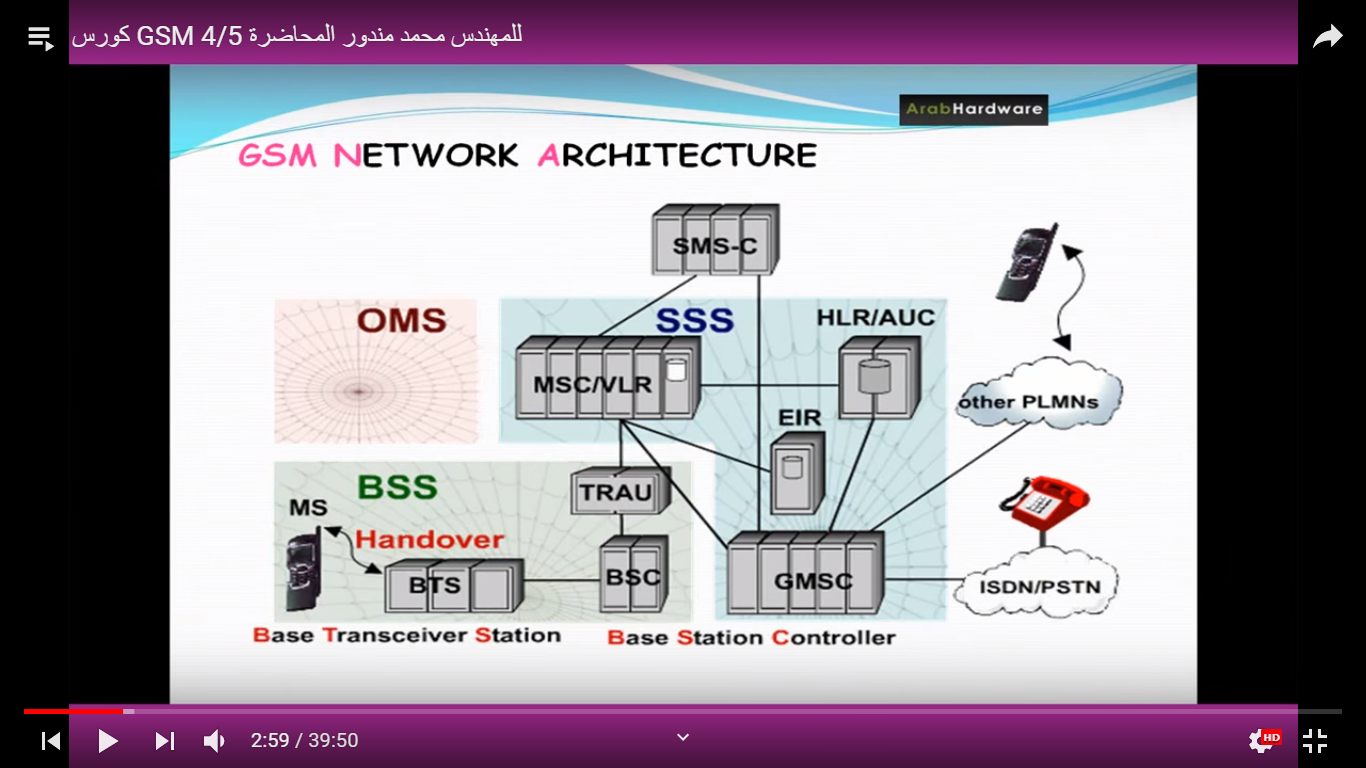 كورس GSM 4/5 للمهندس محمد مندور المحاضرة
ArabHardware
GSM NETWORK ARCHITECTURE
SMS-C
OMS
SSS
HLR/AUC
MSC/VLR
other PLMNs
EIR
BSS
TRAU
MS
Handover
BTS
BSC
GMSC
ISDN/PSTN
Base Transceiver Station
Base Station Controller
2:59 / 39:50
HD